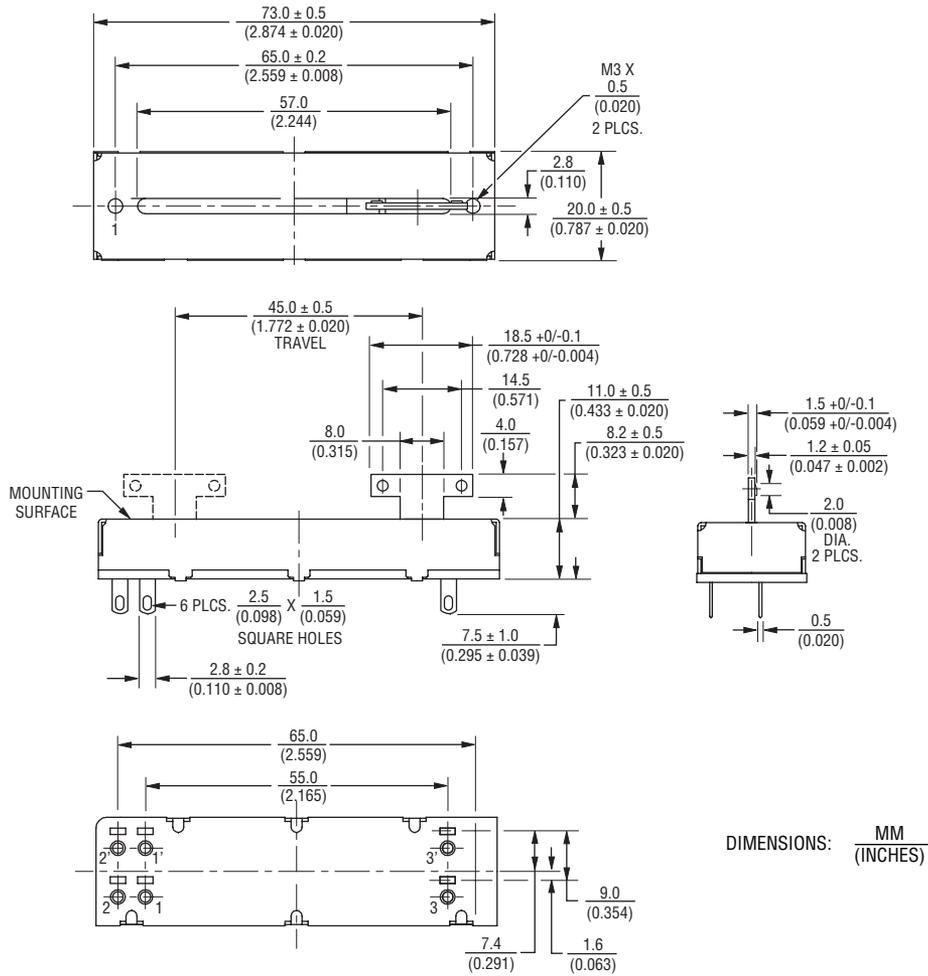 73.0 ± 0.5
(2.874 ± 0.020)
65.0 ± 0.2
(2.559 ± 0.008)
57.0
(2.244)
M3 X
0.5
(0.020)
2 PLCS.
2.8
(0.110)
20.0 ± 0.5
(0.787 ± 0.020)
1
45.0 ± 0.5
(1.772 ± 0.020)
TRAVEL
18.5 +0/-0.1
(0.728 +0/-0.004)
14.5
(0.571)
11.0 ± 0.5
(0.433 ± 0.020)
8.0
(0.315)
4.0
(0.157)
8.2 ± 0.5
(0.323 ± 0.020)
1.5 +0/-0.1
(0.059 +0/-0.004)
1.2 ± 0.05
(0.047 ± 0.002)
2.0
(0.008)
DIA.
2 PLCS.
MOUNTING
SURFACE
6 PLCS. 2.5 X 1.5
(0.098) (0.059)
SQUARE HOLES
7.5 ± 1.0
(0.295 ± 0.039)
0.5
(0.020)
2.8 ± 0.2
(0.110 ± 0.008)
65.0
(2.559)
55.0
(2.165)
2' 1' 3'
2 1 3
9.0
(0.354)
7.4
(0.291)
1.6
(0.063)
DIMENSIONS: MM
(INCHES)